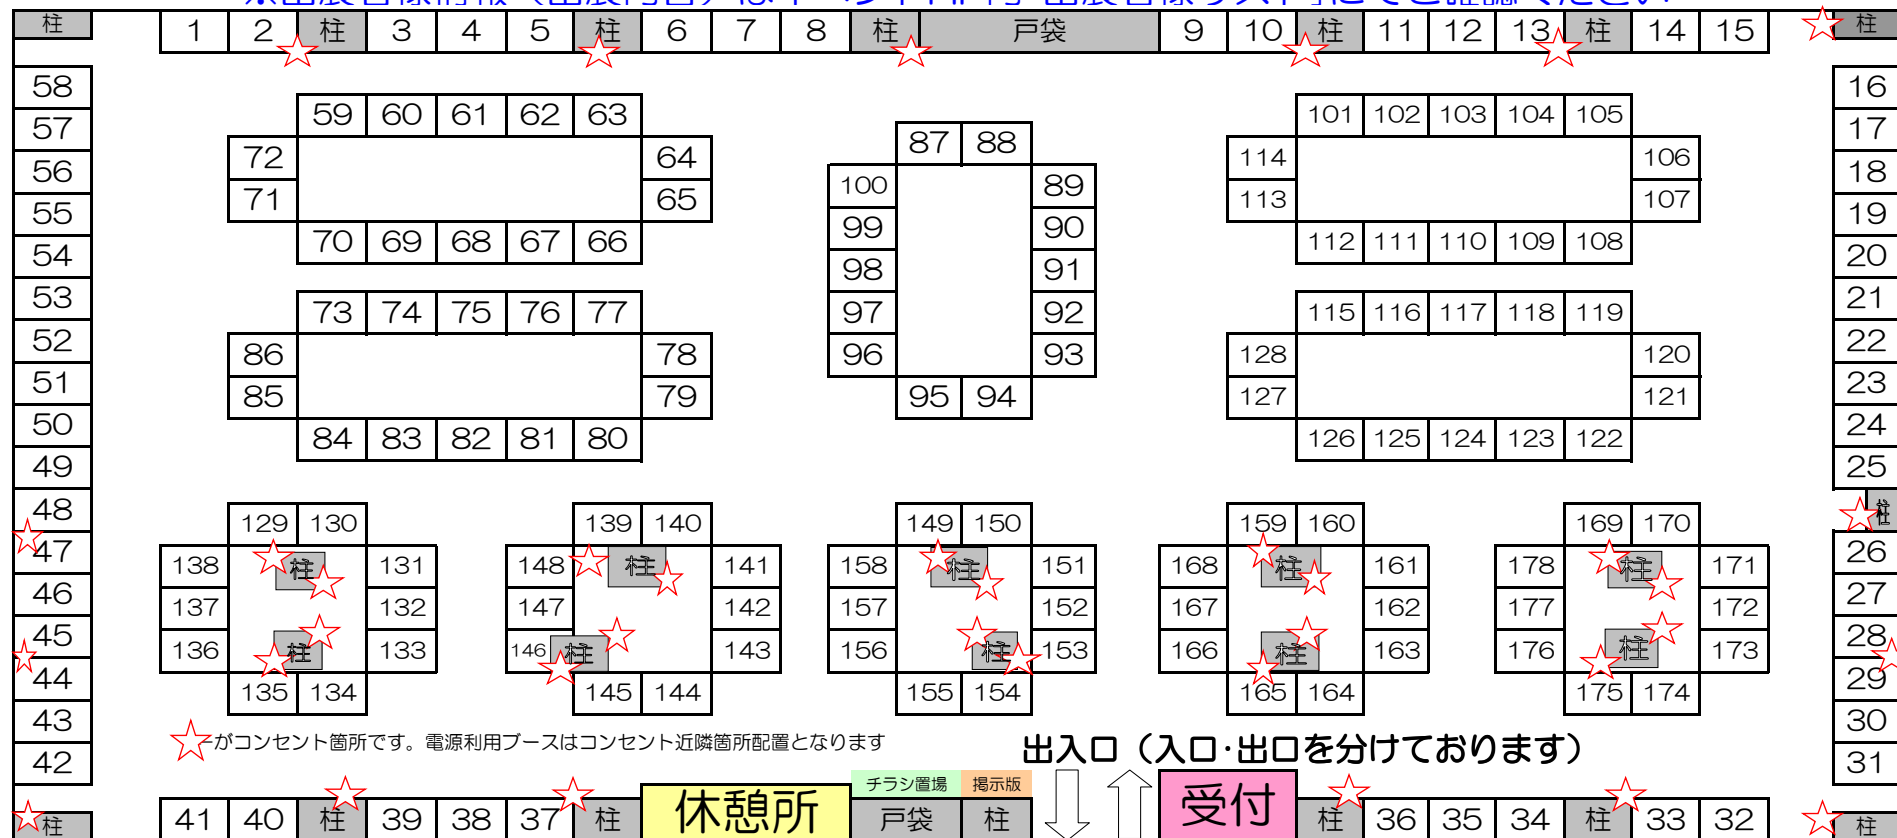 柱 1 2 柱 3 4 5 柱 6 7 8 柱 戸袋 9 10 柱 11 12 13 柱 14 15 柱
58 16
59 60 61 62 63 101 102 103 104 105
57 87 88 17
72 64 114 106
56 18
100 89
71 65 113 107
55 19
99 90
70 69 68 67 66 112 111 110 109 108
54 20
98 91
53 21
73 74 75 76 77 97 92 115 116 117 118 119
52 22
86 78 96 93 128 120
51 23
85 79 95 94 127 121
50 24
84 83 82 81 80 126 125 124 123 122
49 25
48 柱
129 130 139 140 149 150 159 160 169 170
47 26
138 柱 131 148 柱 141 158 柱 151 168 柱 161 178 柱 171
46 27
137 132 147 142 157 152 167 162 177 172
45 28
136 柱 133 146 柱 143 156 柱 153 166 柱 163 176 柱 173
44 29
135 134 145 144 155 154 165 164 175 174
43 30
がコンセント箇所です。電源利用ブースはコンセント近隣箇所配置となります
出入口（入口・出口を分けております）
42 31
チラシ置場 掲示版
柱 41 40 柱 39 38 37 柱 休憩所 戸袋 柱 受付 柱 36 35 34 柱 33 32 柱